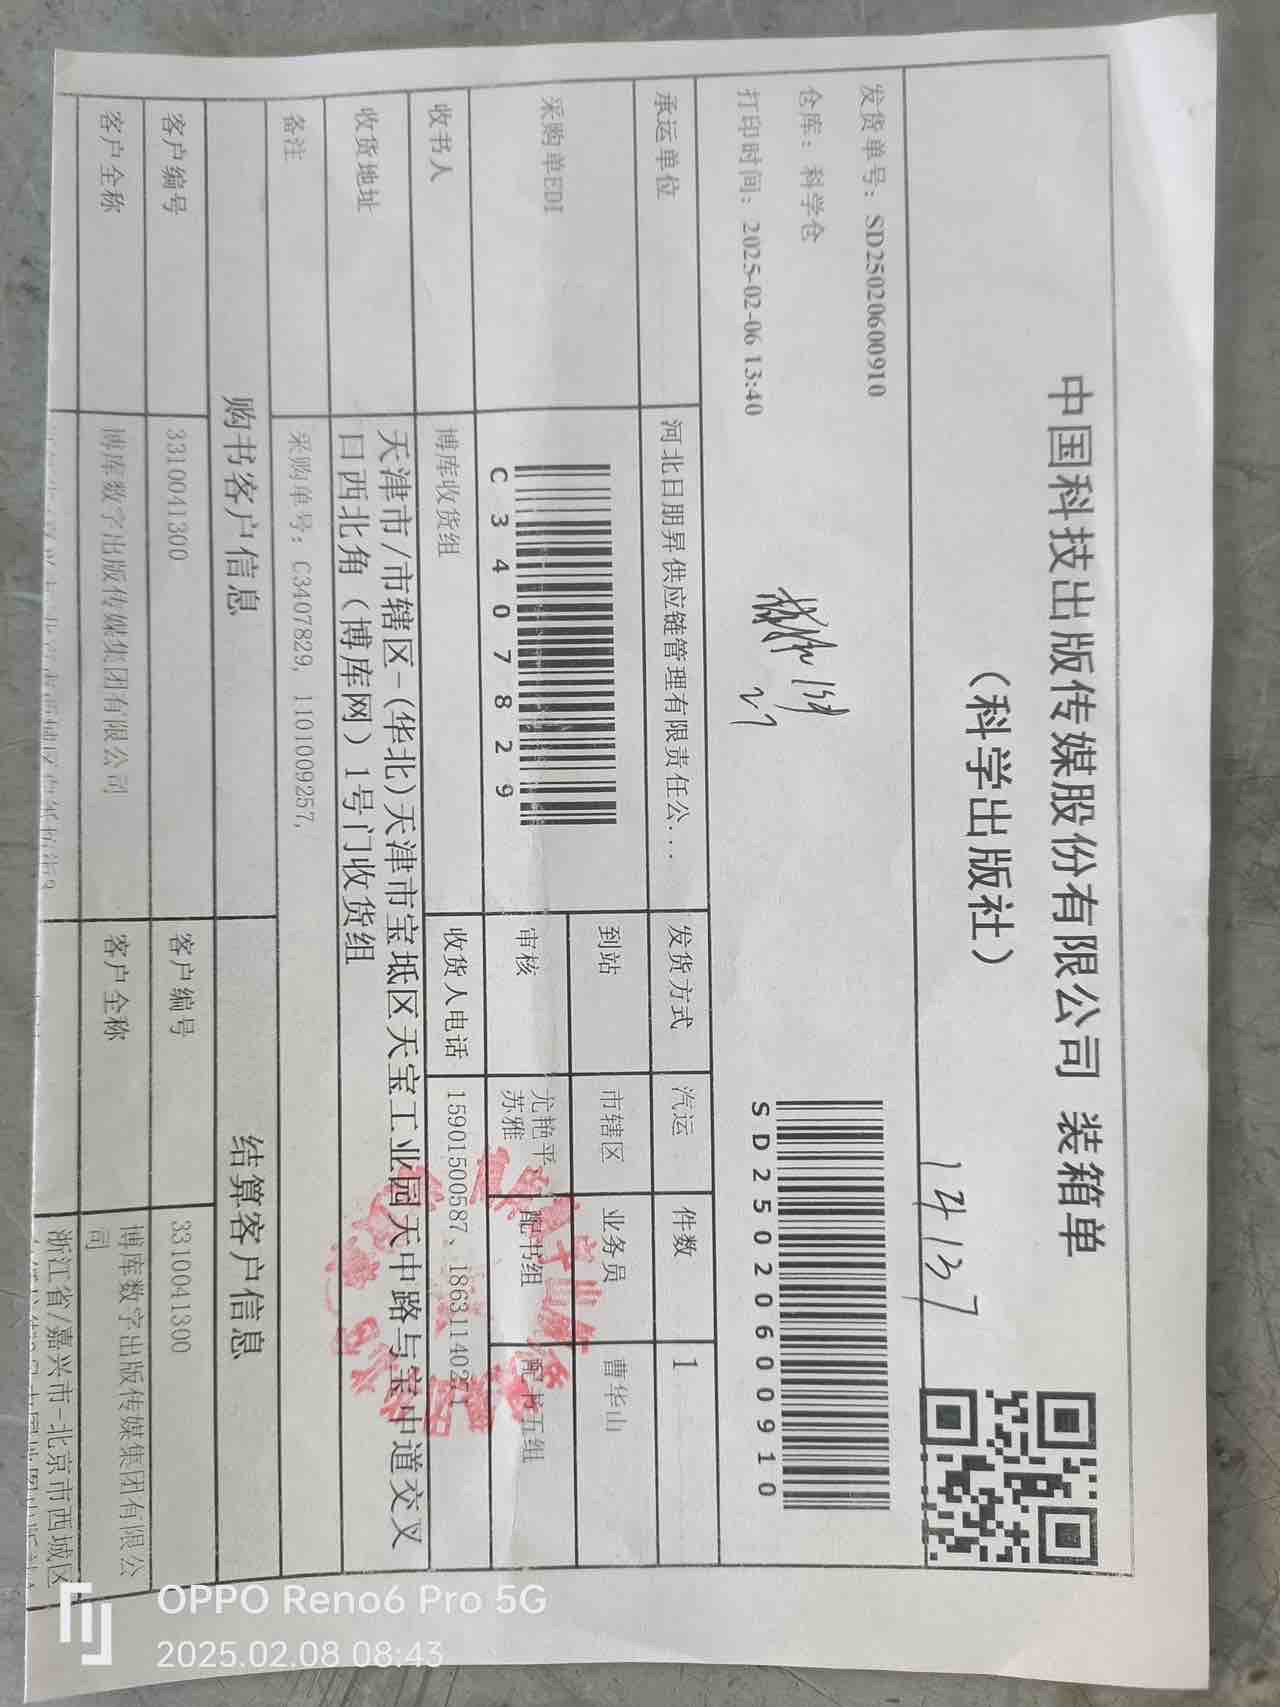 中国科技出版传媒股份有限公司 装箱单
（科学出版社）
14137
发货单号：SD2502060​0910
仓库：科学仓
打印时间：2025-02-06 13:40
27
SD25020600910
承运单位 河北日朋昇供应链管理有限责任公... 发货方式 汽运 件数 1
采购单EDI 到站 市辖区 业务员 曹华山
C3407829 审核 尤艳平、苏雅 配书组 配书五组
收书人 博库收货组 收货人电话 15901500587、18631140271
收货地址 天津市/市辖区-(华北)天津市宝坻区天宝工业园天中路与宝中道交叉
口西北角（博库网）1号门收货组
备注 采购单号：C3407829, 1101009257,
购书客户信息 结算客户信息
客户编号 3310041300 客户编号 3310041300
客户全称 博库数字出版传媒集团有限公司 客户全称 博库数字出版传媒集团有限公
司
浙江省/嘉兴市-北京市西城区
OPPO Reno6 Pro 5G
2025.02.08 08:43